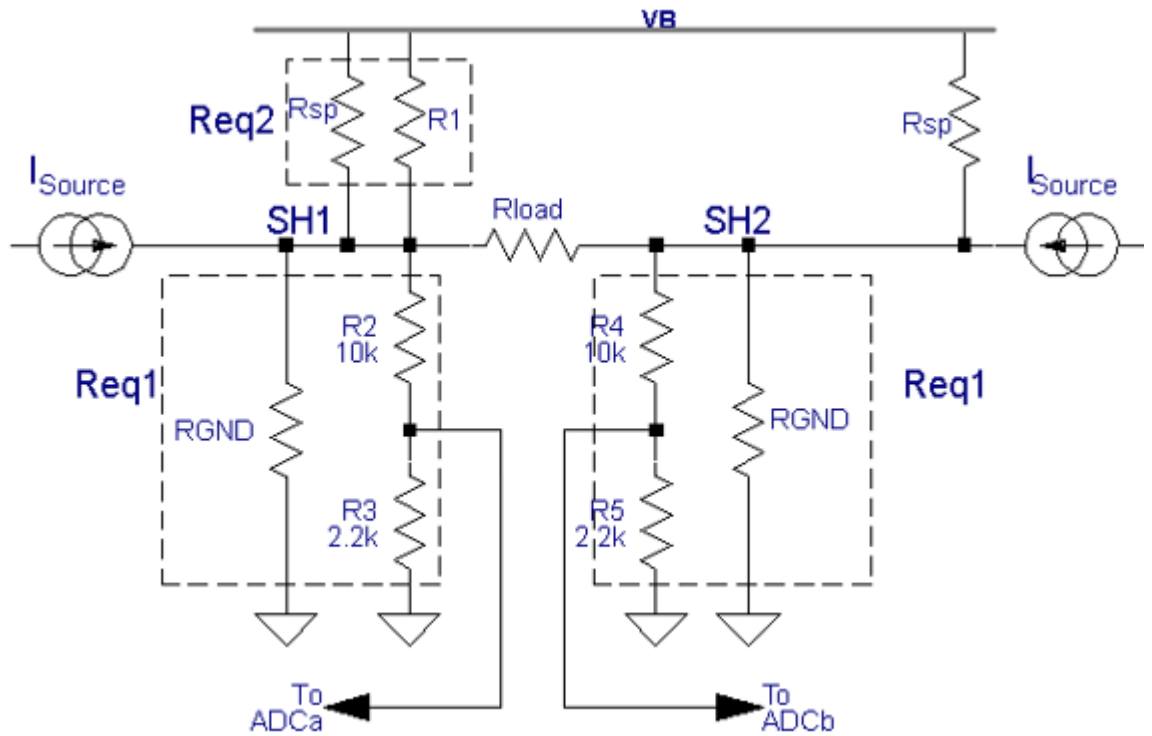 VB
Rsp
R1
Req2
Rsp
ISource
SH1
Rload
SH2
ISource
R2
10k
R4
10k
Req1
RGND
Req1
RGND
R3
2.2k
R5
2.2k
To
ADCa
To
ADCb